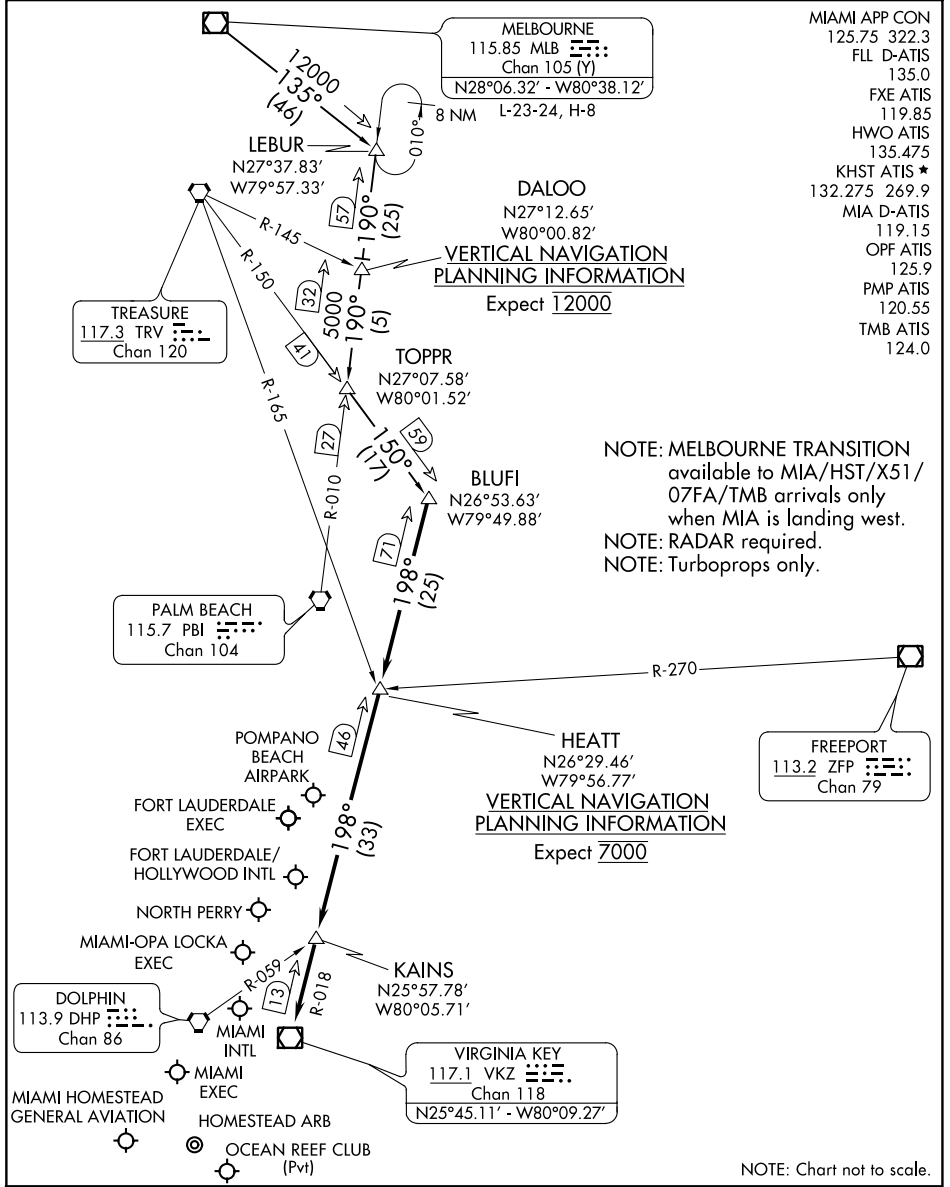 MELBOURNE
115.85 MLB
Chan 105 (Y)
N28°06.32′ - W80°38.12′
L-23-24, H-8
MIAMI APP CON
125.75 322.3
FLL D-ATIS
135.0
FXE ATIS
119.85
HWO ATIS
135.475
KHST ATIS ★
132.275 269.9
MIA D-ATIS
119.15
OPF ATIS
125.9
PMP ATIS
120.55
TMB ATIS
124.0
12000
135°
(46)
8 NM
010°
LEBUR
N27°37.83′
W79°57.33′
57
190°
(25)
DALOO
N27°12.65′
W80°00.82′
VERTICAL NAVIGATION
PLANNING INFORMATION
Expect 12000
R-145
R-150
R-165
TREASURE
117.3 TRV
Chan 120
32
5000
190°
(5)
41
TOPPR
N27°07.58′
W80°01.52′
27
R-010
150°
(17)
59
BLUFI
N26°53.63′
W79°49.88′
NOTE: MELBOURNE TRANSITION
available to MIA/HST/X51/
07FA/TMB arrivals only
when MIA is landing west.
NOTE: RADAR required.
NOTE: Turboprops only.
71
198°
(25)
PALM BEACH
115.7 PBI
Chan 104
R-270
FREEPORT
113.2 ZFP
Chan 79
46
HEATT
N26°29.46′
W79°56.77′
VERTICAL NAVIGATION
PLANNING INFORMATION
Expect 7000
POMPANO
BEACH
AIRPARK
FORT LAUDERDALE
EXEC
198°
(33)
FORT LAUDERDALE/
HOLLYWOOD INTL
NORTH PERRY
MIAMI-OPA LOCKA
EXEC
R-059
13
R-018
KAINS
N25°57.78′
W80°05.71′
DOLPHIN
113.9 DHP
Chan 86
MIAMI
INTL
VIRGINIA KEY
117.1 VKZ
Chan 118
N25°45.11′ - W80°09.27′
MIAMI
EXEC
MIAMI HOMESTEAD
GENERAL AVIATION
HOMESTEAD ARB
OCEAN REEF CLUB
(Pvt)
NOTE: Chart not to scale.